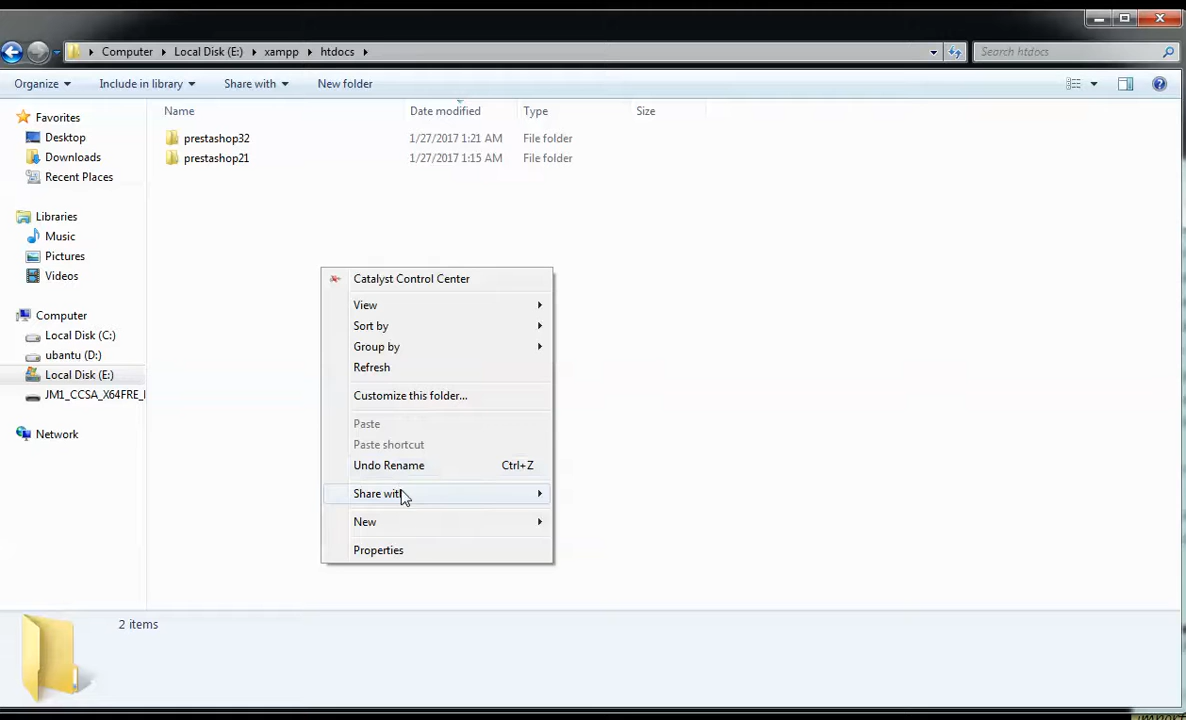 Computer Local Disk (E:) xampp htdocs
Search htdocs
Organize Include in library Share with New folder
Name Date modified Type Size
Favorites
Desktop
Downloads
Recent Places
Libraries
Music
Pictures
Videos
Computer
Local Disk (C:)
ubantu (D:)
Local Disk (E:)
JM1_CCSA_X64FRE_
Network
prestashop32 1/27/2017 1:21 AM File folder
prestashop21 1/27/2017 1:15 AM File folder
Catalyst Control Center
View
Sort by
Group by
Refresh
Customize this folder...
Paste
Paste shortcut
Undo Rename Ctrl+Z
Share with
New
Properties
2 items